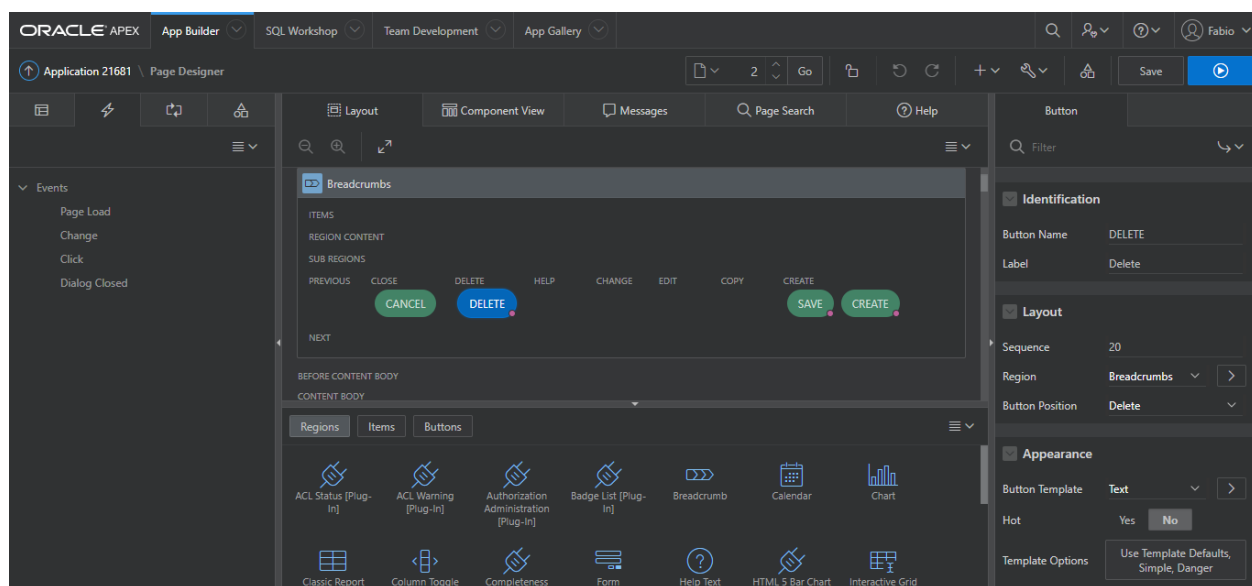 ORACLE APEX App Builder SQL Workshop Team Development App Gallery Fabio
Application 21681 \ Page Designer 2 Go Save
Layout Component View Messages Page Search Help Button
Filter
Breadcrumbs
Events
ITEMS
Identification
Page Load
REGION CONTENT
Change
Button Name DELETE
Click
SUB REGIONS
Label Delete
Dialog Closed
PREVIOUS CLOSE DELETE HELP CHANGE EDIT COPY CREATE
CANCEL DELETE SAVE CREATE
Layout
NEXT
Sequence 20
BEFORE CONTENT BODY
Region Breadcrumbs
CONTENT BODY
Button Position Delete
Regions Items Buttons
Appearance
ACL Status [Plug-In] ACL Warning [Plug-In] Authorization Administration [Plug-In] Badge List [Plug-In] Breadcrumb Calendar Chart
Button Template Text
Hot Yes No
Template Options Use Template Defaults, Simple, Danger
Classic Report Column Toggle Completeness Form Help Text HTML 5 Bar Chart Interactive Grid